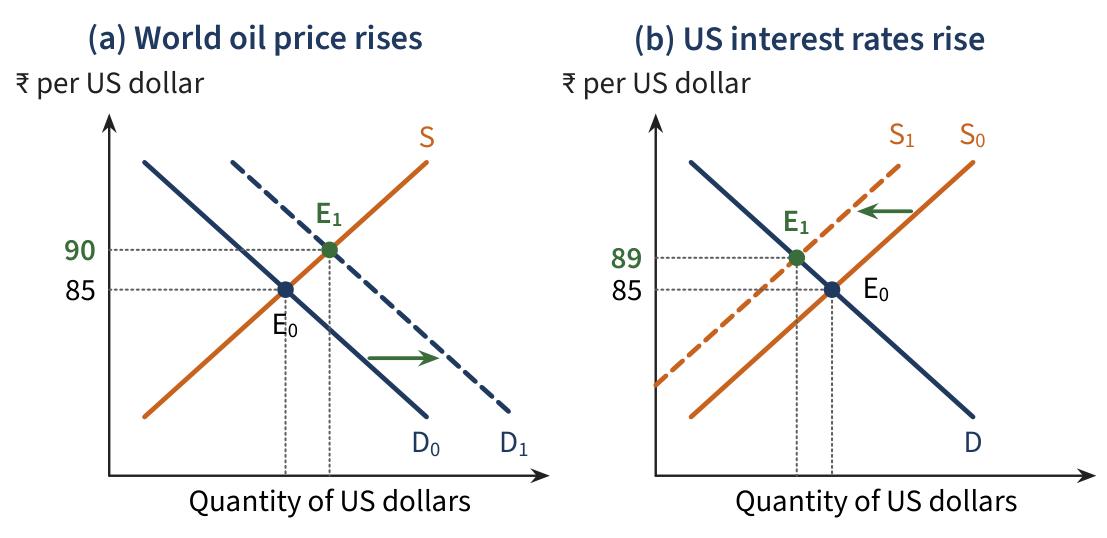 (a) World oil price rises
₹ per US dollar
S
E₁
90
85
E₀
D₀
D₁
Quantity of US dollars
(b) US interest rates rise
₹ per US dollar
S₁
S₀
E₁
89
85
E₀
D
Quantity of US dollars